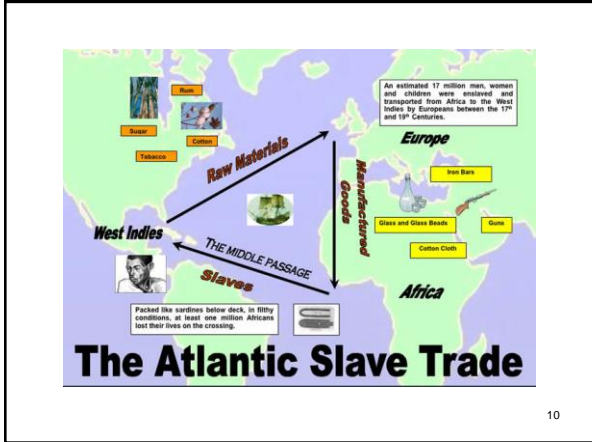 An estimated 17 million men, women
and children were enslaved and
transported from Africa to the West
Indies by Europeans between the 17th
and 19th Centuries.
Rum
Sugar
Cotton
Tobacco
Raw Materials
Europe
Iron Bars
Manufactured
Goods
Glass and Glass Beads
Guns
Cotton Cloth
West Indies
THE MIDDLE PASSAGE
Slaves
Africa
Packed like sardines below deck, in filthy
conditions, at least one million Africans
lost their lives on the crossing.
The Atlantic Slave Trade
10